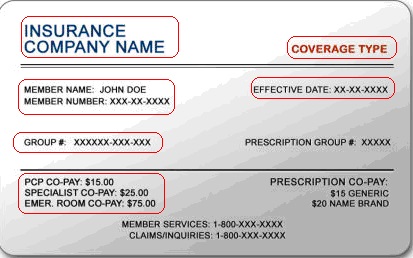 INSURANCE
COMPANY NAME
COVERAGE TYPE
MEMBER NAME: JOHN DOE
MEMBER NUMBER: XXX-XX-XXXX
EFFECTIVE DATE: XX-XX-XXXX
GROUP #: XXXXXX-XXX-XXX
PRESCRIPTION GROUP #: XXXXX
PCP CO-PAY: $15.00
SPECIALIST CO-PAY: $25.00
EMER. ROOM CO-PAY: $75.00
PRESCRIPTION CO-PAY:
$15 GENERIC
$20 NAME BRAND
MEMBER SERVICES: 1-800-XXX-XXXX
CLAIMS/INQUIRIES: 1-800-XXX-XXXX